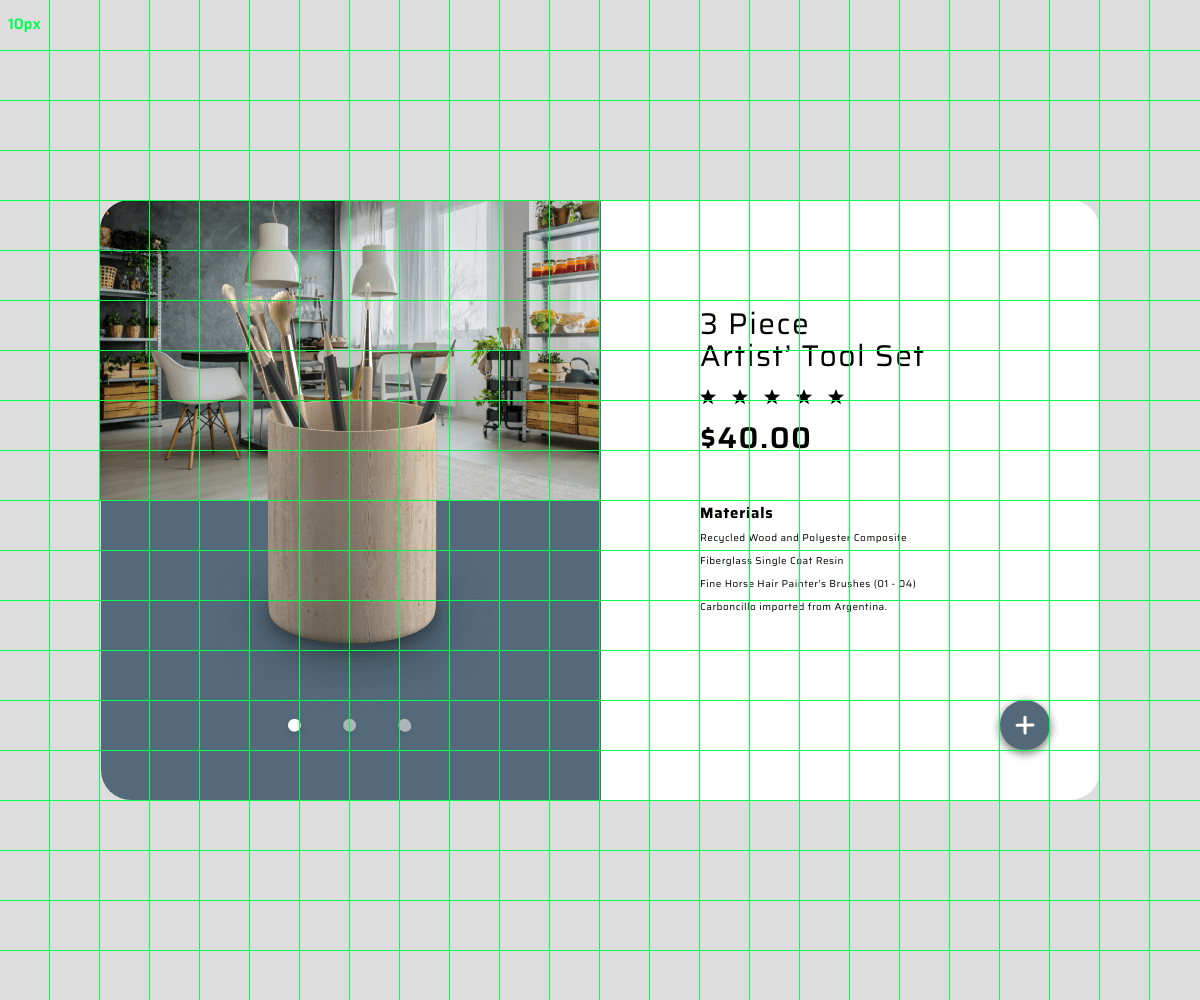 10px
3 Piece
Artist’ Tool Set
$40.00
Materials
Recycled Wood and Polyester Composite
Fiberglass Single Coat Resin
Fine Horse Hair Painter's Brushes (01 - 04)
Carboncillo imported from Argentina.